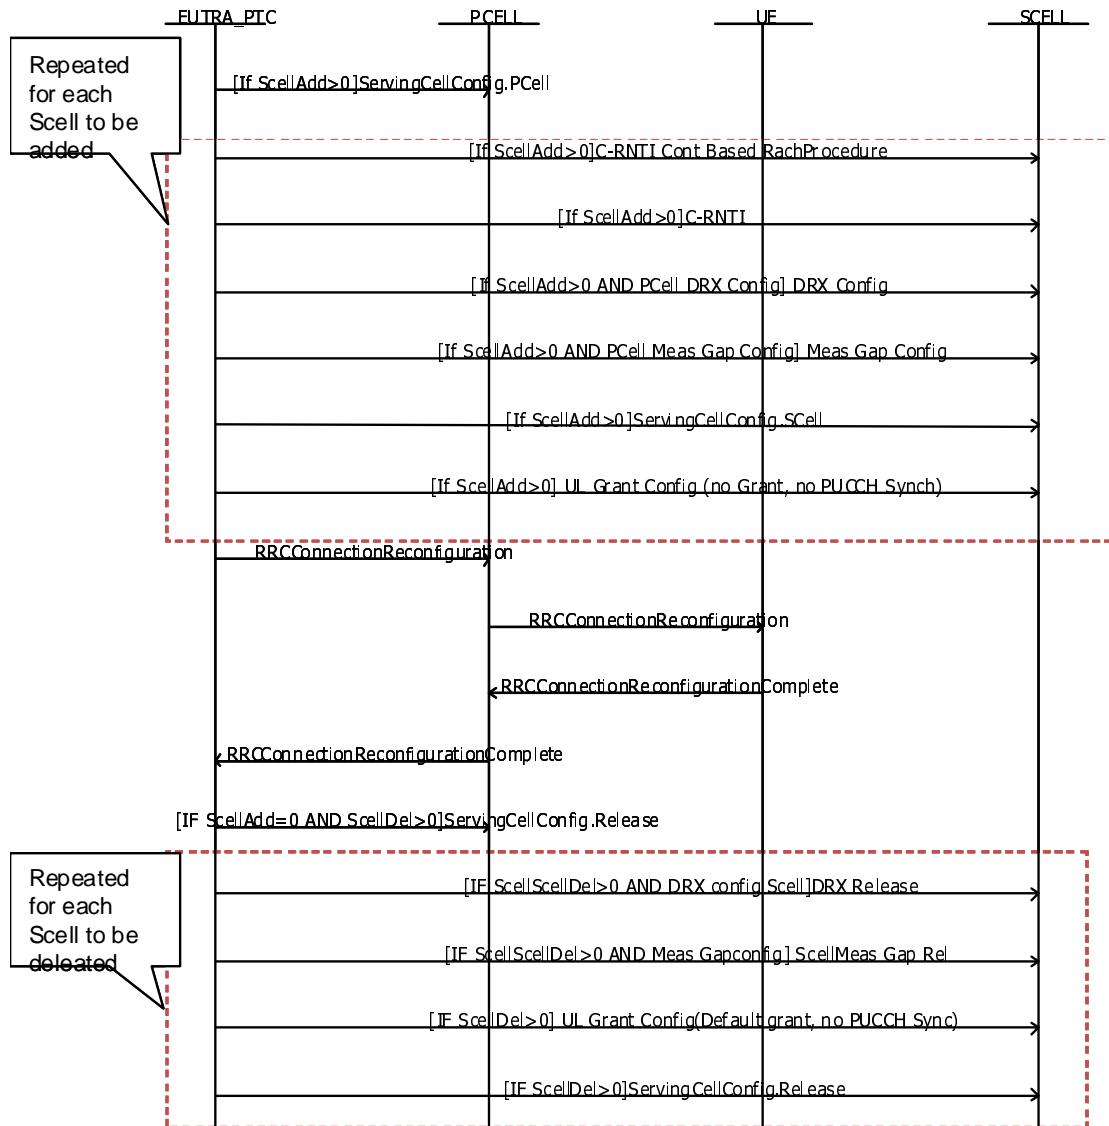 EUTRA_PTC PCELL UE SCELL
Repeated
for each
Scell to be
added
[If ScellAdd>0]ServingCellConfig.PCell
[If ScellAdd>0]C-RNTI Cont Based RachProcedure
[If ScellAdd>0]C-RNTI
[If ScellAdd>0 AND PCell DRX Config] DRX Config
[If ScellAdd>0 AND PCell Meas Gap Config] Meas Gap Config
[If ScellAdd>0]ServingCellConfig.SCell
[If ScellAdd>0] UL Grant Config (no Grant, no PUCCH Synch)
RRCConnectionReconfiguration
RRCConnectionReconfiguration
RRCConnectionReconfigurationComplete
RRCConnectionReconfigurationComplete
[IF ScellAdd=0 AND ScellDel>0]ServingCellConfig.Release
Repeated
for each
Scell to be
deleated
[IF ScellScellDel>0 AND DRX config Scell]DRX Release
[IF ScellScellDel>0 AND Meas Gapconfig] ScellMeas Gap Rel
[IF ScellDel>0] UL Grant Config(Default grant, no PUCCH Sync)
[IF ScellDel>0]ServingCellConfig.Release